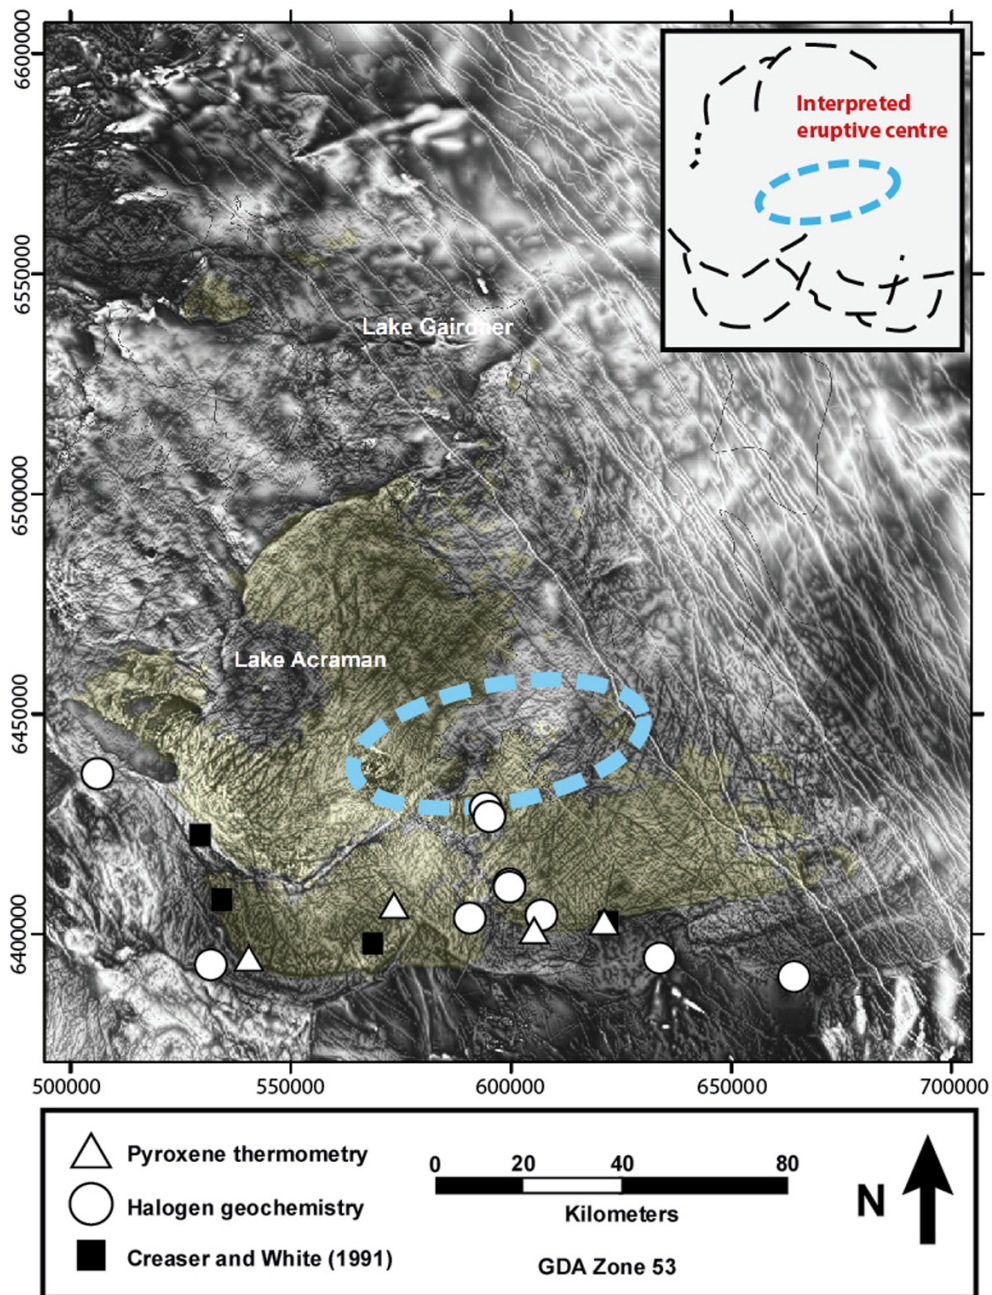 6600000
6550000
6500000
6450000
6400000
Interpreted
eruptive centre
Lake Gairdner
Lake Acraman
500000 550000 600000 650000 700000
Pyroxene thermometry
Halogen geochemistry
Creaser and White (1991)
0 20 40 80
Kilometers
GDA Zone 53
N